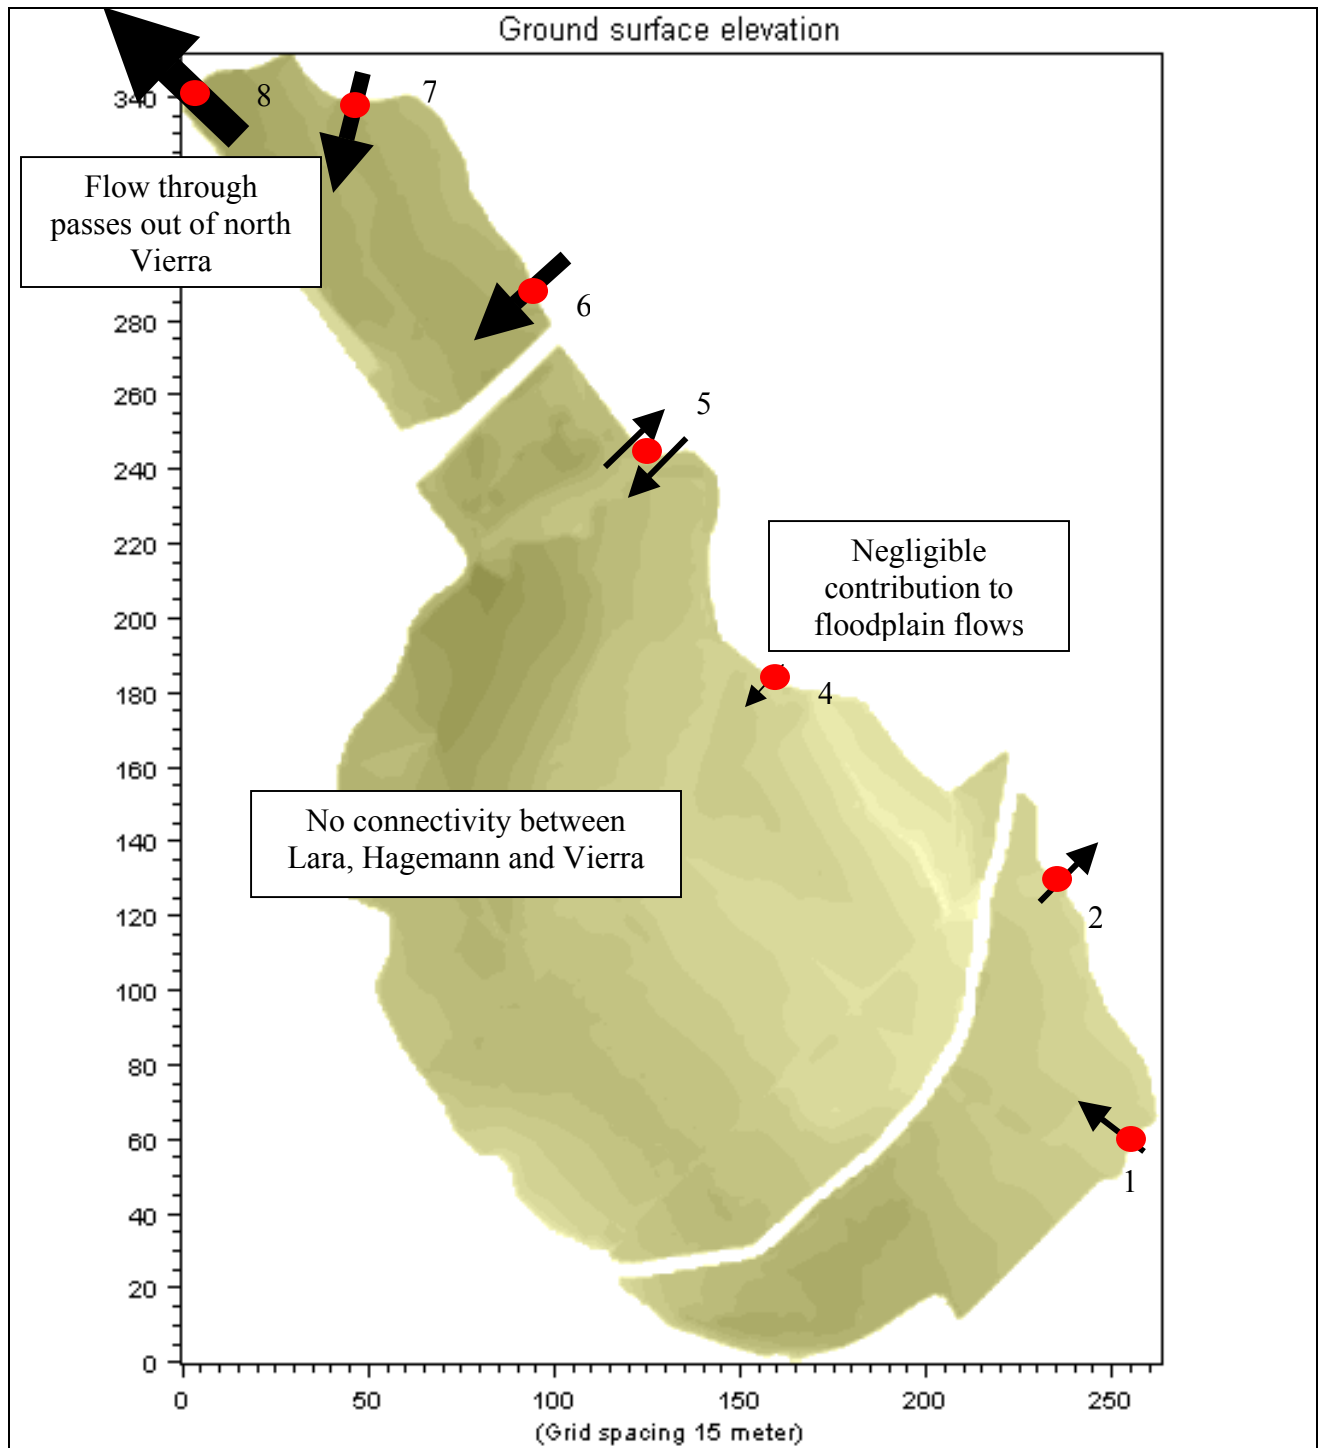 Ground surface elevation
340
8
7
Flow through
passes out of north
Vierra
6
280
260
5
240
220
Negligible
contribution to
floodplain flows
200
180
4
160
No connectivity between
Lara, Hagemann and Vierra
140
120
2
100
80
60
1
40
20
0
0 50 100 150 200 250
(Grid spacing 15 meter)